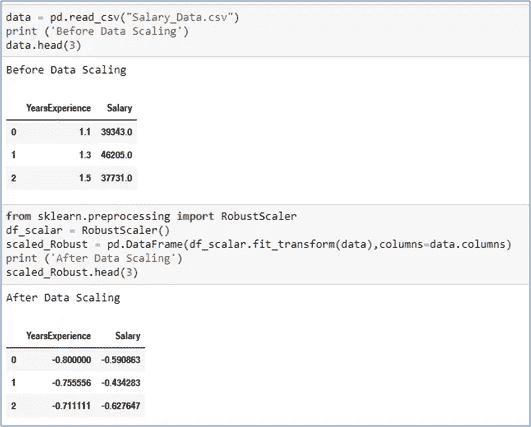 data = pd.read_csv("Salary_Data.csv")
print ('Before Data Scaling')
data.head(3)
Before Data Scaling
YearsExperience Salary
0 1.1 39343.0
1 1.3 46205.0
2 1.5 37731.0
from sklearn.preprocessing import RobustScaler
df_scalar = RobustScaler()
scaled_Robust = pd.DataFrame(df_scalar.fit_transform(data),columns=data.columns)
print ('After Data Scaling')
scaled_Robust.head(3)
After Data Scaling
YearsExperience Salary
0 -0.800000 -0.590863
1 -0.755556 -0.434283
2 -0.711111 -0.627647